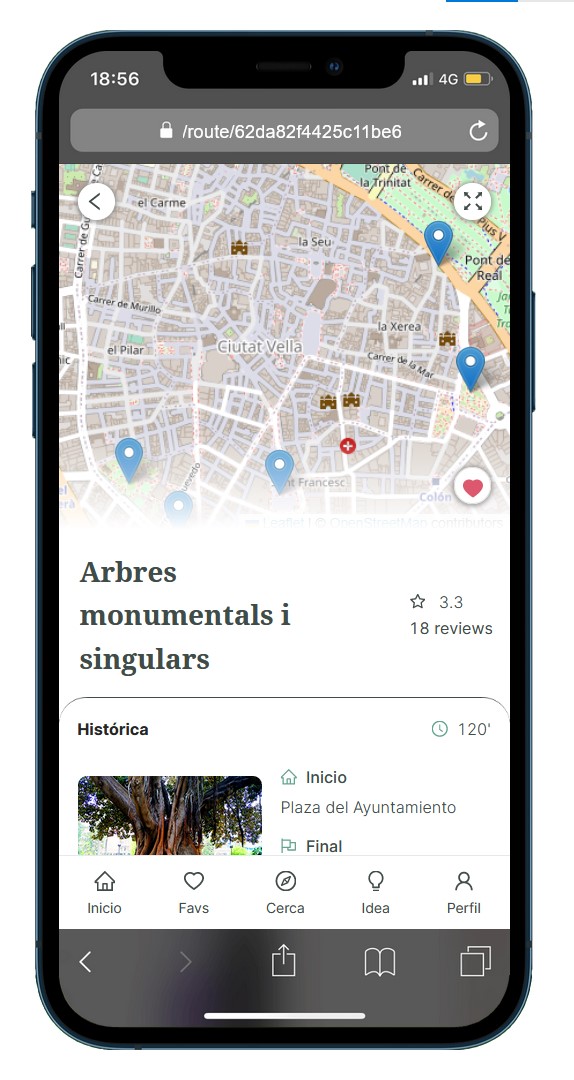 18:56
4G
/route/62da82f4425c11be6
Pont de
la Trinitat
Carrer de
Pius V
el Carme
la Seu
Pont de
Real
Carrer de Murillo
la Xerea
Ciutat Vella
el Pilar
Carrer de la Mar
nt Francesc
Colón
Leaflet | © OpenStreetMap contributors
Arbres
monumentals i
singulars
3.3
18 reviews
Histórica
120'
Inicio
Plaza del Ayuntamiento
Final
Inicio
Favs
Cerca
Idea
Perfil